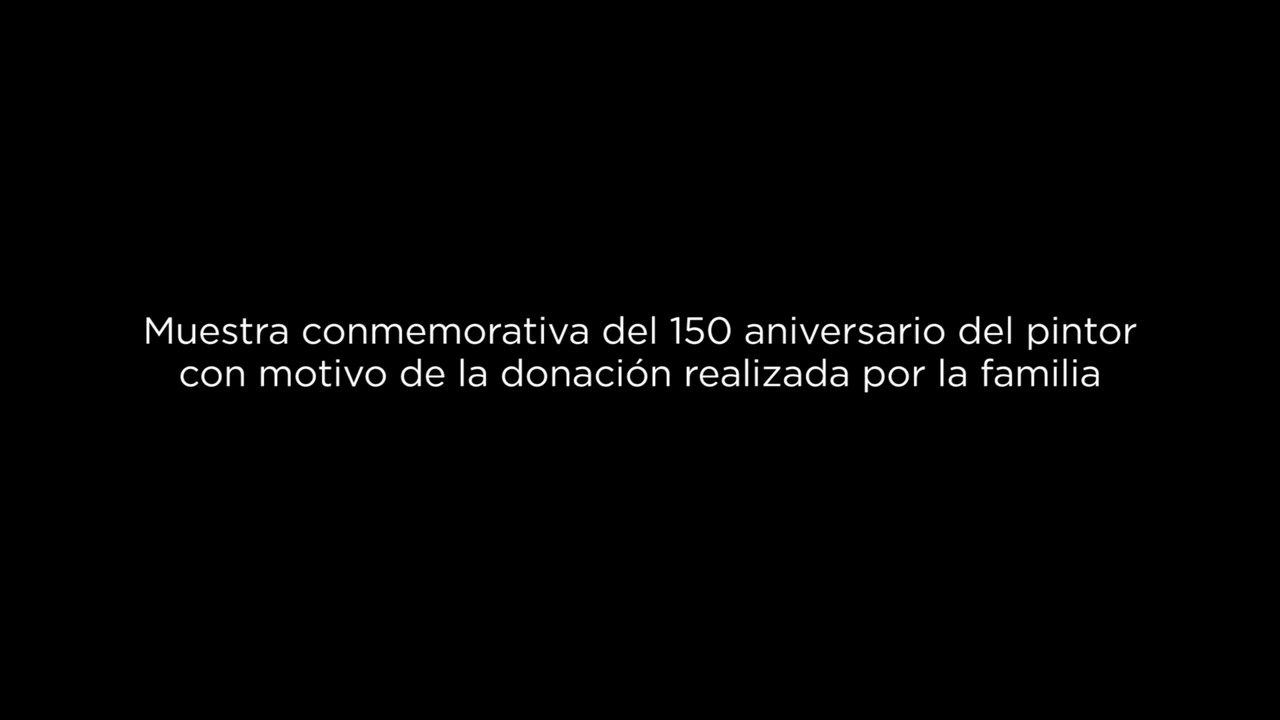 Muestra conmemorativa del 150 aniversario del pintor
con motivo de la donación realizada por la familia